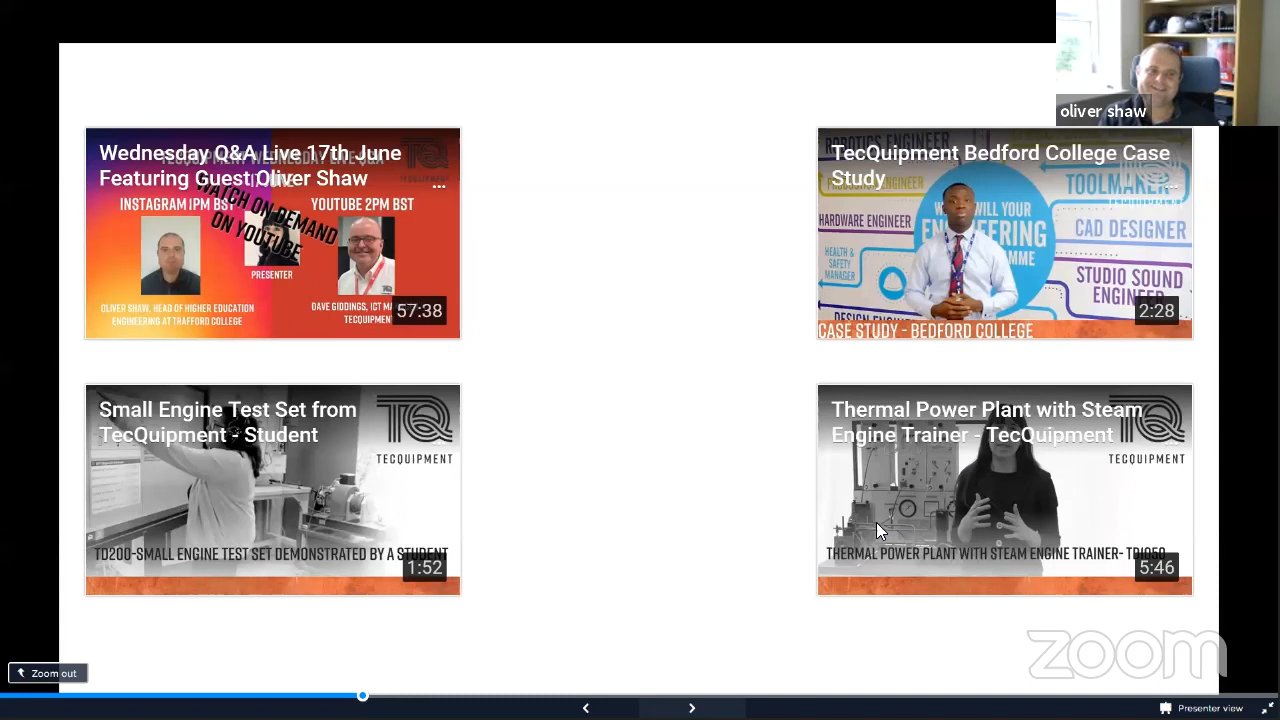 oliver shaw
Wednesday Q&A Live 17th June
Featuring Guest Oliver Shaw
INSTAGRAM 1PM BST
YOUTUBE 2PM BST
WATCH ON DEMAND
ON YOUTUBE
PRESENTER
OLIVER SHAW, HEAD OF HIGHER EDUCATION
ENGINEERING AT TRAFFORD COLLEGE
DAVE GIDDINGS, ICT
TECQUIPMENT
57:38
TecQuipment Bedford College Case
Study
ROBOTICS ENGINEER
HARDWARE ENGINEER
HEALTH &
SAFETY
MANAGER
WILL YOUR
ENGINEERING
TOOLMAKER
CAD DESIGNER
STUDIO SOUND
ENGINEER
2:28
CASE STUDY - BEDFORD COLLEGE
Small Engine Test Set from
TecQuipment - Student
TECQUIPMENT
TD200-SMALL ENGINE TEST SET DEMONSTRATED BY A STUDENT
1:52
Thermal Power Plant with Steam
Engine Trainer - TecQuipment
TECQUIPMENT
THERMAL POWER PLANT WITH STEAM ENGINE TRAINER- TD1050
5:46
zoom
Zoom out
Presenter view